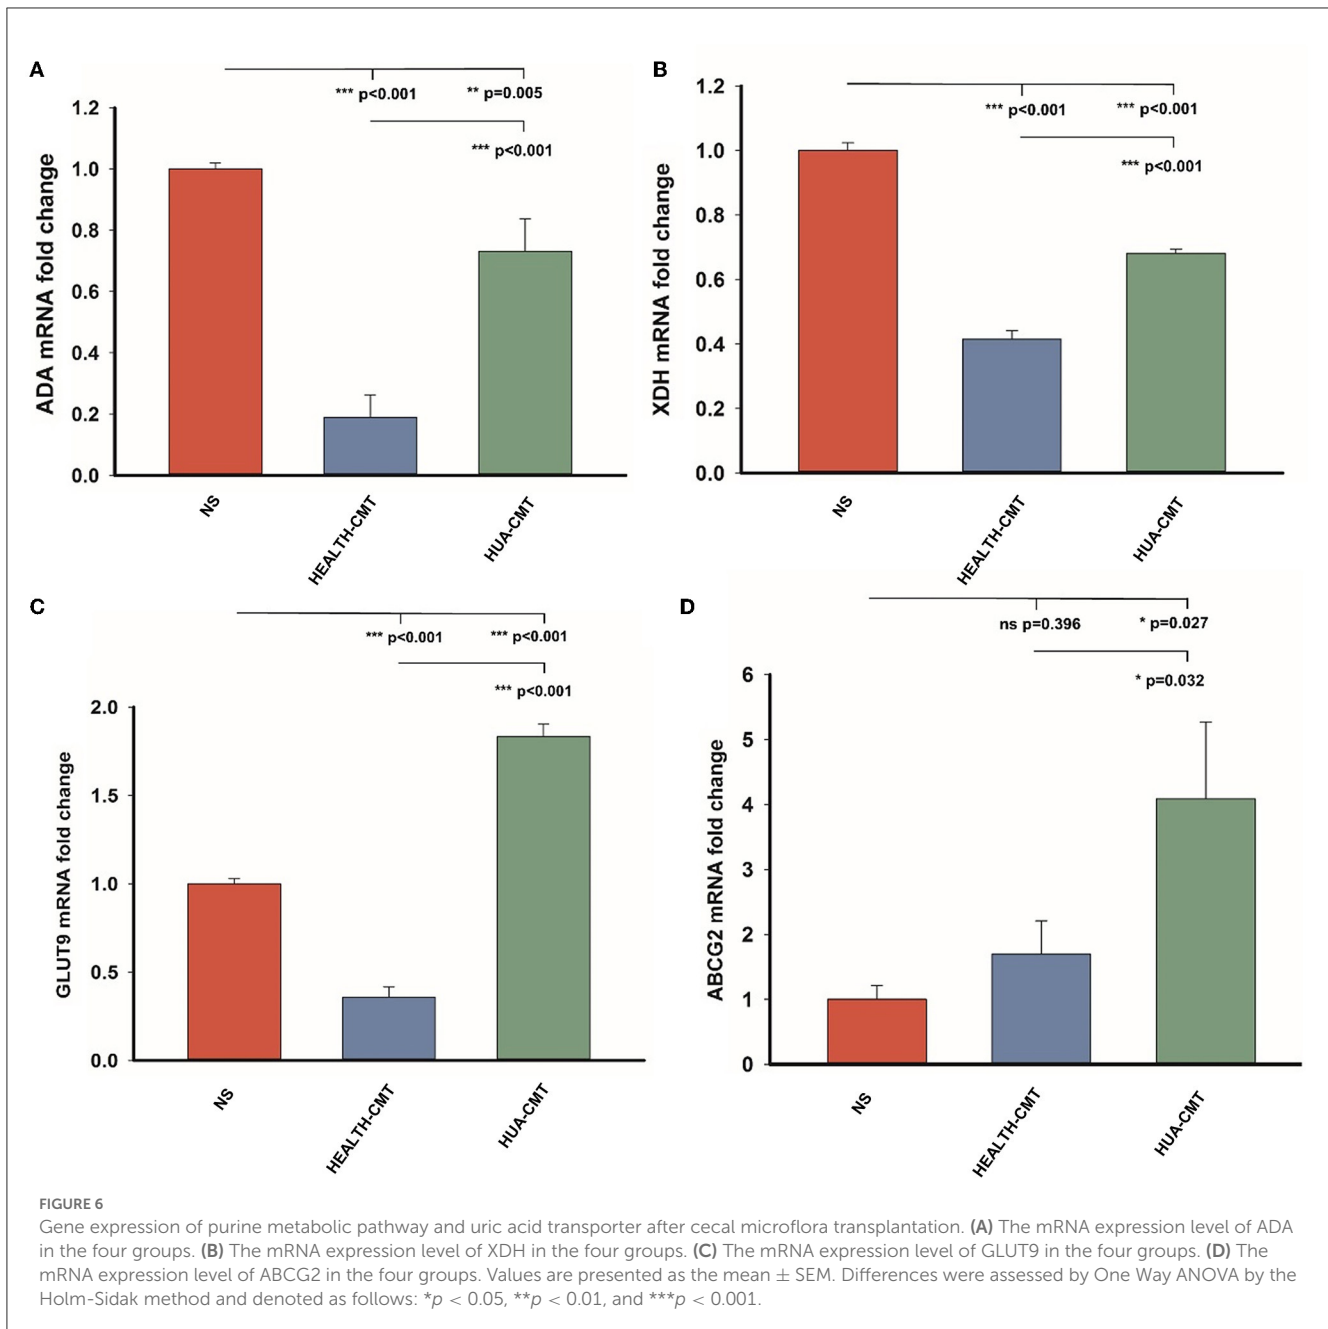 A
*** p<0.001 ** p=0.005
*** p<0.001
1.2
1.0
0.8
0.6
0.4
0.2
0.0
ADA mRNA fold change
NS
HEALTH-CMT
HUA-CMT
B
*** p<0.001 *** p<0.001
*** p<0.001
1.2
1.0
0.8
0.6
0.4
0.2
0.0
XDH mRNA fold change
NS
HEALTH-CMT
HUA-CMT
C
*** p<0.001 *** p<0.001
*** p<0.001
2.0
1.5
1.0
0.5
0.0
GLUT9 mRNA fold change
NS
HEALTH-CMT
HUA-CMT
D
ns p=0.396 * p=0.027
* p=0.032
6
5
4
3
2
1
0
ABCG2 mRNA fold change
NS
HEALTH-CMT
HUA-CMT
FIGURE 6
Gene expression of purine metabolic pathway and uric acid transporter after cecal microflora transplantation. (A) The mRNA expression level of ADA
in the four groups. (B) The mRNA expression level of XDH in the four groups. (C) The mRNA expression level of GLUT9 in the four groups. (D) The
mRNA expression level of ABCG2 in the four groups. Values are presented as the mean ± SEM. Differences were assessed by One Way ANOVA by the
Holm-Sidak method and denoted as follows: *p < 0.05, **p < 0.01, and ***p < 0.001.